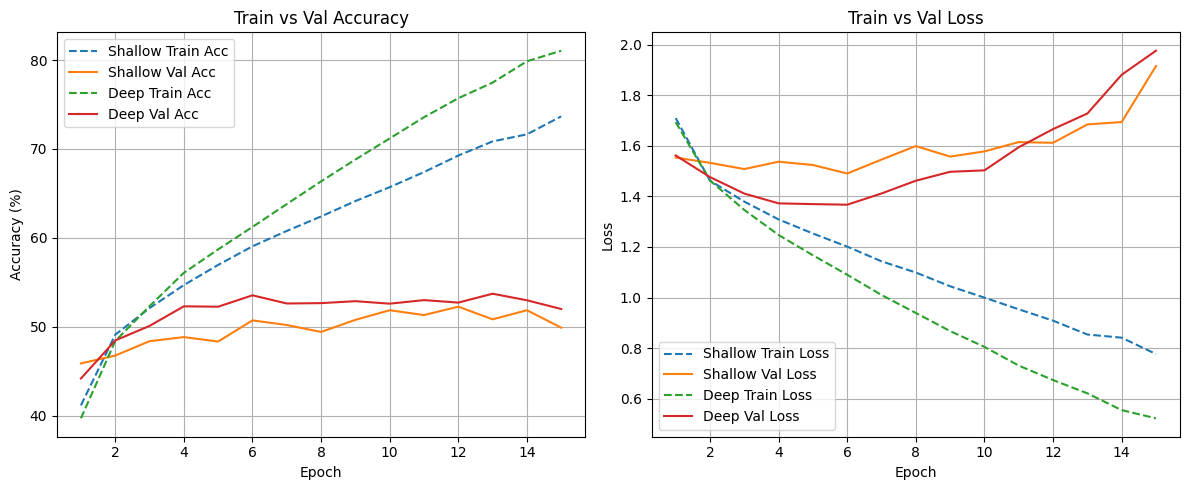 Train vs Val Accuracy
Shallow Train Acc
Shallow Val Acc
Deep Train Acc
Deep Val Acc
Accuracy (%)
80
70
60
50
40
2 4 6 8 10 12 14
Epoch
Train vs Val Loss
2.0
1.8
1.6
1.4
1.2
1.0
0.8
0.6
Loss
Shallow Train Loss
Shallow Val Loss
Deep Train Loss
Deep Val Loss
2 4 6 8 10 12 14
Epoch